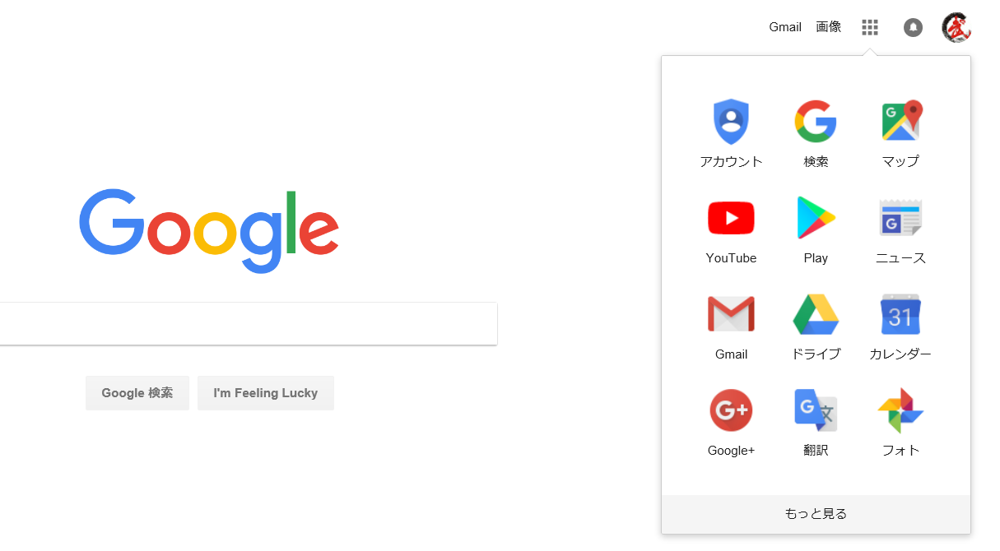 Gmail 画像
Google
Google 検索 I'm Feeling Lucky
アカウント 検索 マップ
YouTube Play ニュース
Gmail ドライブ カレンダー
Google+ 翻訳 フォト
もっと見る
G
G
G
31
G+
G 文